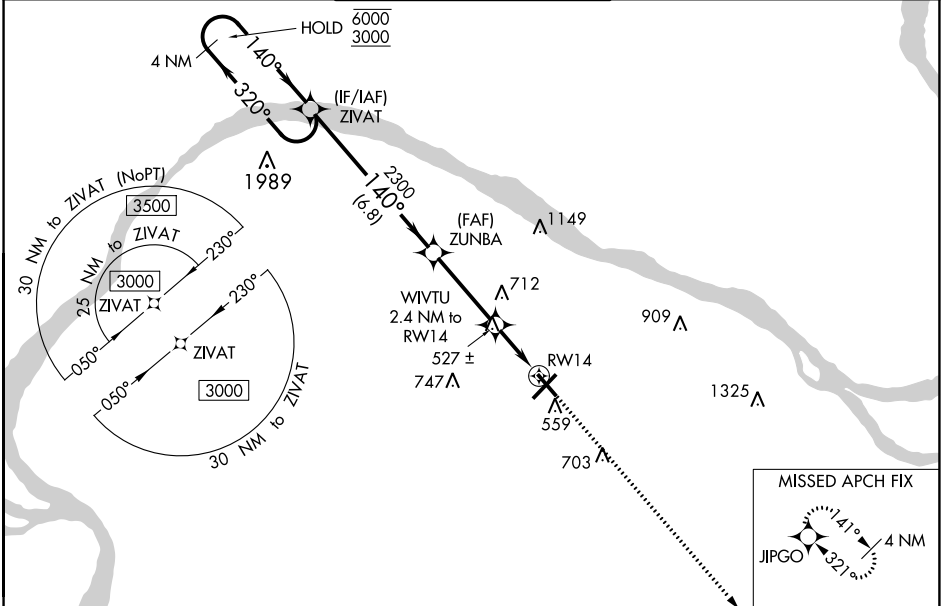 HOLD
6000
3000
4 NM
140°
320°
(IF/IAF)
ZIVAT
1989
2300
140°
(6.8)
(FAF)
ZUNBA
1149
30 NM to ZIVAT (NoPT)
3500
25 NM to ZIVAT
3000
ZIVAT
230°
050°
230°
ZIVAT
050°
3000
30 NM to ZIVAT
712
WIVTU
2.4 NM to
RW14
527 ±
747
909
RW14
1325
559
703
MISSED APCH FIX
141°
4 NM
JIPGO
321°